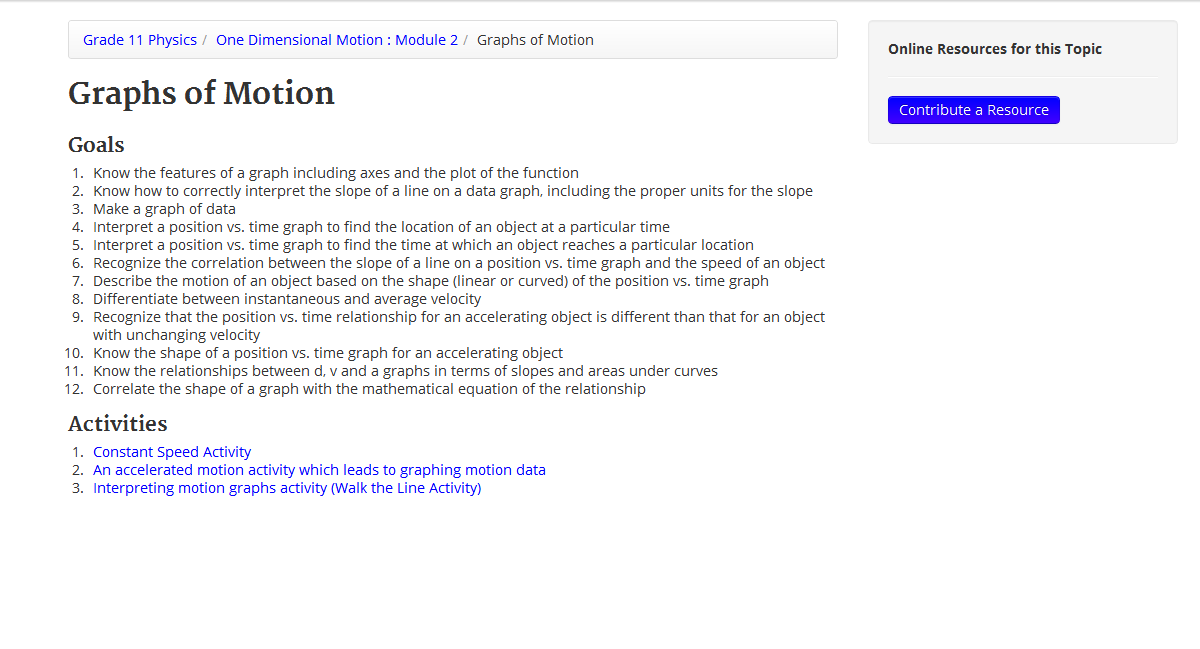 Grade 11 Physics / One Dimensional Motion : Module 2 / Graphs of Motion
Graphs of Motion
Goals
1. Know the features of a graph including axes and the plot of the function
2. Know how to correctly interpret the slope of a line on a data graph, including the proper units for the slope
3. Make a graph of data
4. Interpret a position vs. time graph to find the location of an object at a particular time
5. Interpret a position vs. time graph to find the time at which an object reaches a particular location
6. Recognize the correlation between the slope of a line on a position vs. time graph and the speed of an object
7. Describe the motion of an object based on the shape (linear or curved) of the position vs. time graph
8. Differentiate between instantaneous and average velocity
9. Recognize that the position vs. time relationship for an accelerating object is different than that for an object
with unchanging velocity
10. Know the shape of a position vs. time graph for an accelerating object
11. Know the relationships between d, v and a graphs in terms of slopes and areas under curves
12. Correlate the shape of a graph with the mathematical equation of the relationship
Activities
1. Constant Speed Activity
2. An accelerated motion activity which leads to graphing motion data
3. Interpreting motion graphs activity (Walk the Line Activity)
Online Resources for this Topic
Contribute a Resource